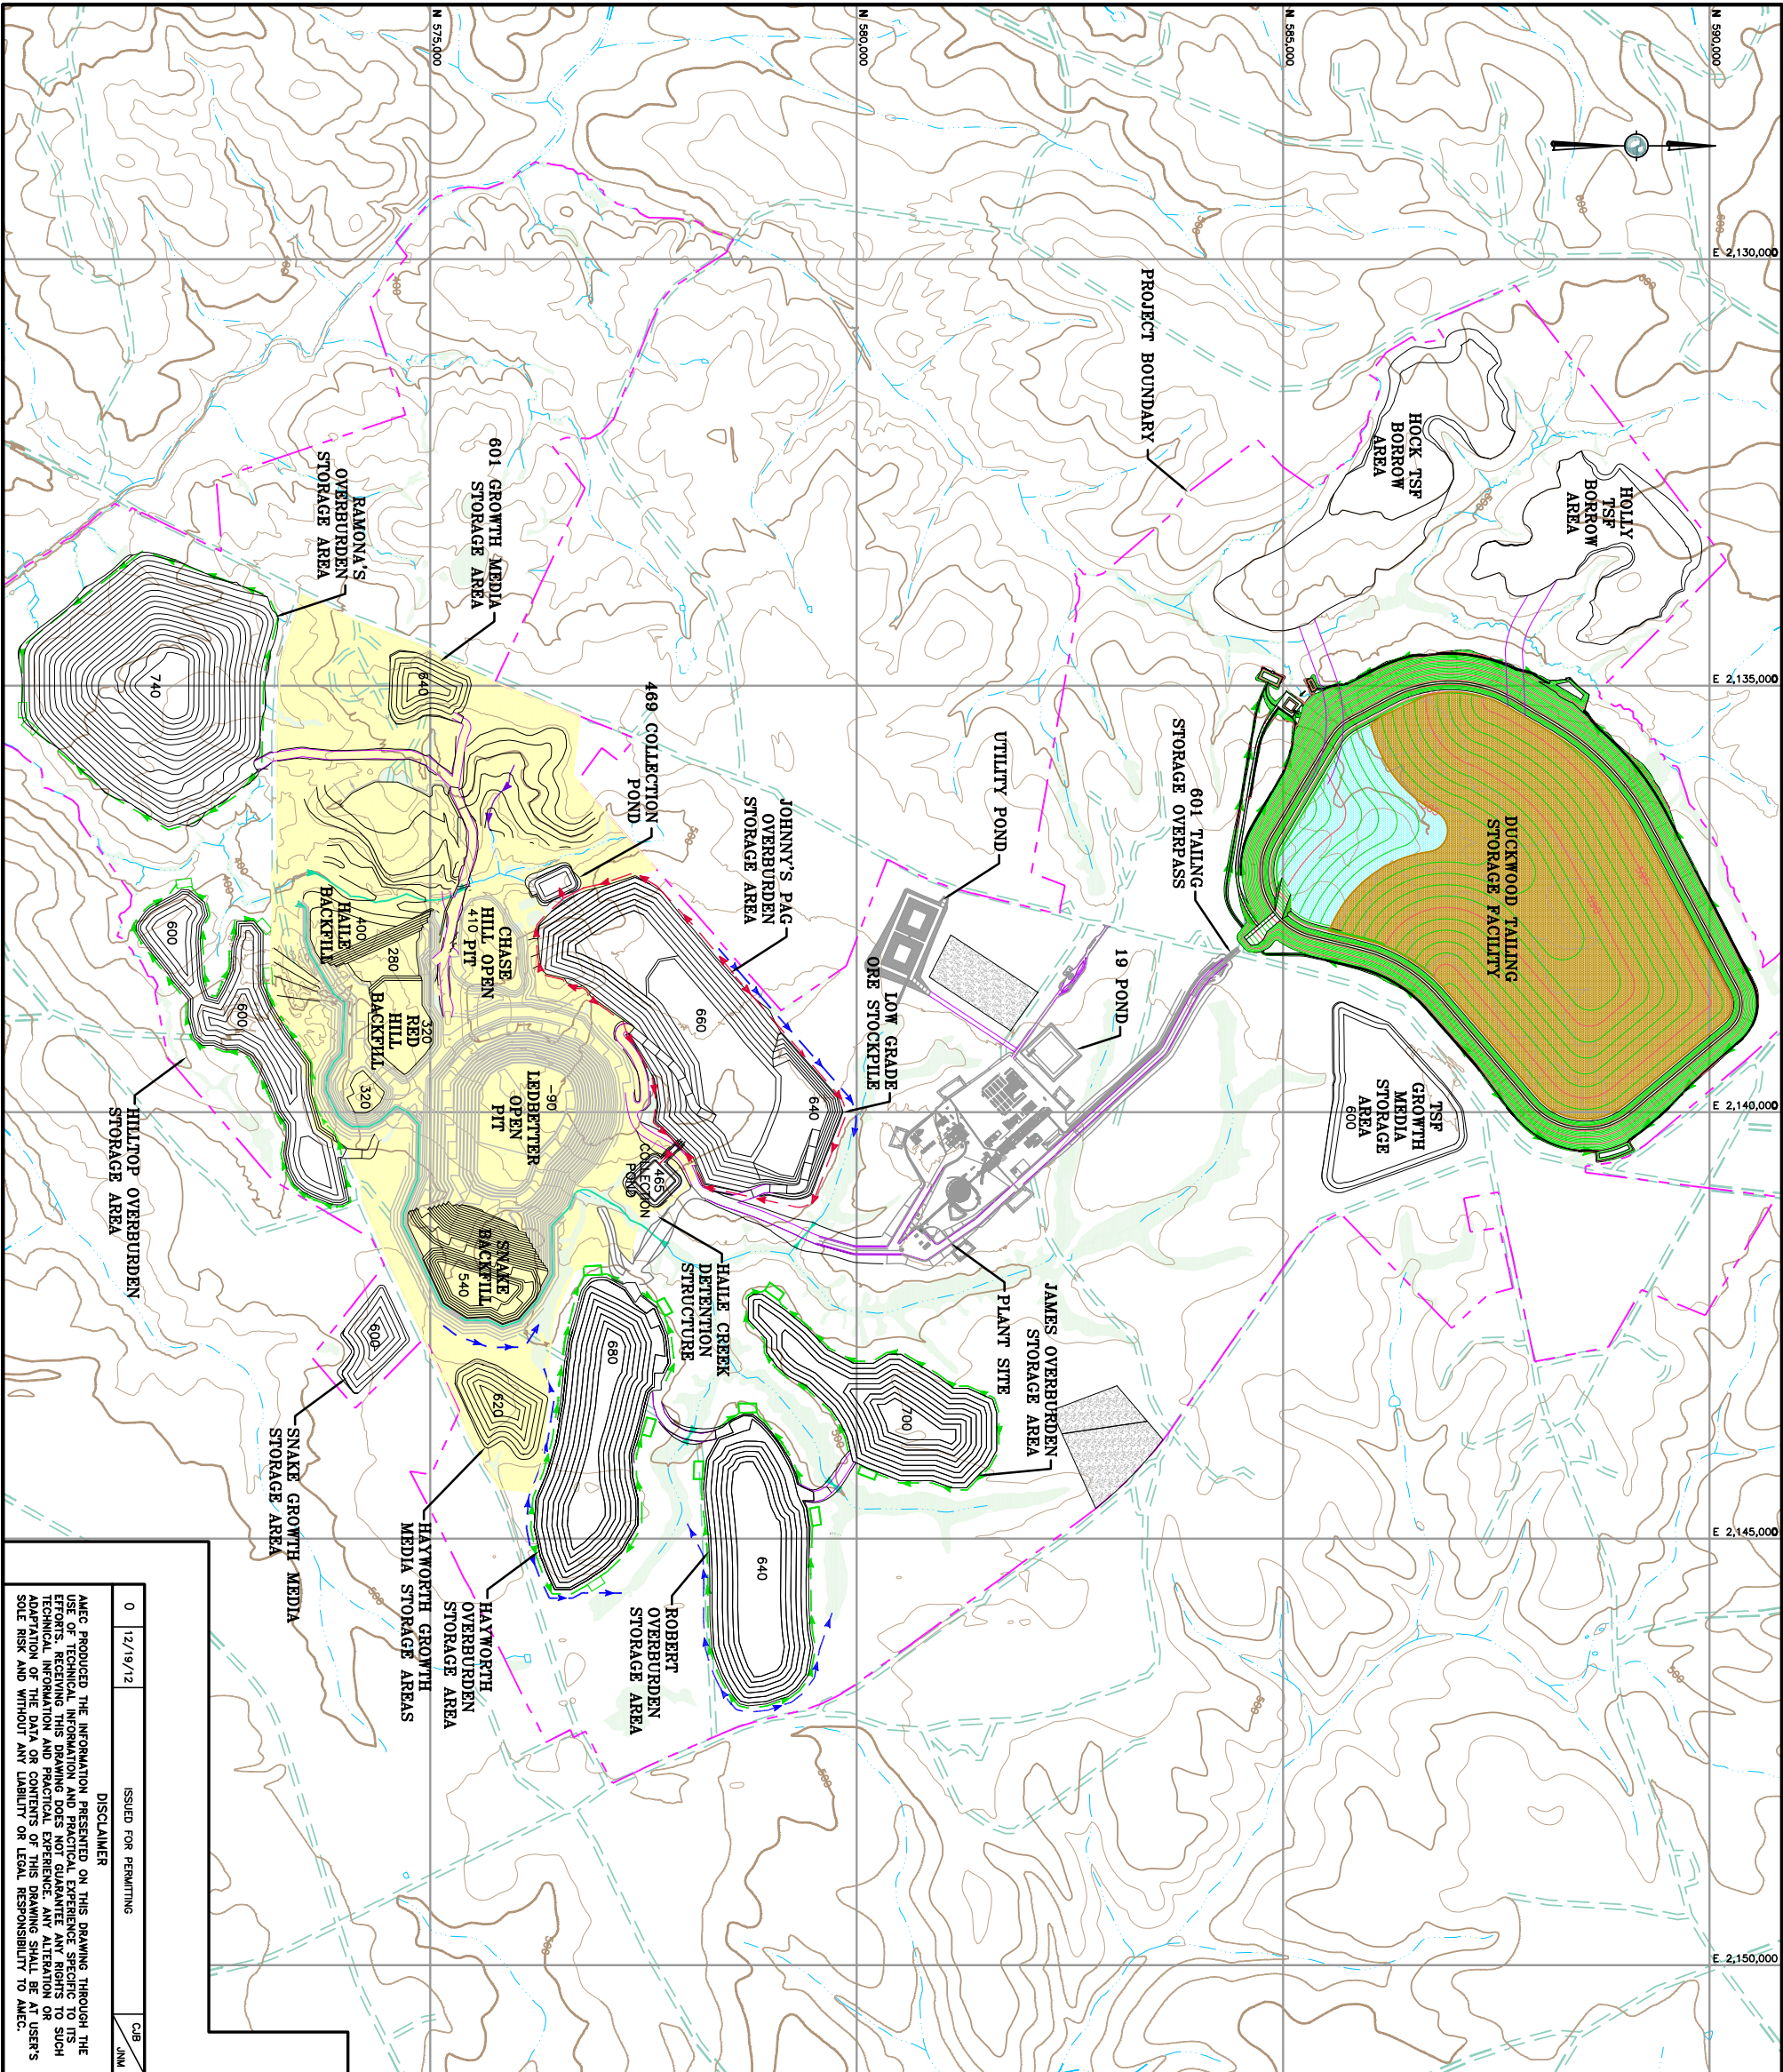 N 590,000
N 585,000
N 580,000
N 575,000
E 2,130,000
E 2,135,000
E 2,140,000
E 2,145,000
E 2,150,000
HOLLY
TSF
BORROW
AREA
HOCK TSF
BORROW
AREA
PROJECT BOUNDARY
DUCKWOOD TAILING
STORAGE FACILITY
TSF
GROWTH
MEDIA
STORAGE
AREA
600
601 TAILNG
STORAGE OVERPASS
UTILITY POND
19 POND
LOW GRADE
ORE STOCKPILE
PLANT SITE
JAMES OVERBURDEN
STORAGE AREA
700
JOHNNY'S PAG
OVERBURDEN
STORAGE AREA
660
640
469 COLLECTION
POND
465
COLLECTION
POND
HAILE CREEK
DETENTION
STRUCTURE
601 GROWTH MEDIA
STORAGE AREA
640
RAMONA'S
OVERBURDEN
STORAGE AREA
740
CHASE
HILL OPEN
410 PIT
-90
LEDBETTER
OPEN
PIT
320
RED
HILL
BACKFILL
320
280
400
HAILE
BACKFILL
SNAKE
BACKFILL
540
600
600
HILLTOP OVERBURDEN
STORAGE AREA
600
SNAKE GROWTH MEDIA
STORAGE AREA
620
HAYWORTH GROWTH
MEDIA STORAGE AREAS
680
HAYWORTH
OVERBURDEN
STORAGE AREA
640
ROBERT
OVERBURDEN
STORAGE AREA
500
500
500
500
500
500
400
400
0 12/19/12 ISSUED FOR PERMITTING CJB JNM
DISCLAIMER
AMEC PRODUCED THE INFORMATION PRESENTED ON THIS DRAWING THROUGH THE
USE OF TECHNICAL INFORMATION AND PRACTICAL EXPERIENCE SPECIFIC TO ITS
EFFORTS. RECEIVING THIS DRAWING DOES NOT GUARANTEE ANY RIGHTS TO SUCH
TECHNICAL INFORMATION AND PRACTICAL EXPERIENCE. ANY ALTERATION OR
ADAPTATION OF THE DATA OR CONTENTS OF THIS DRAWING SHALL BE AT USER'S
SOLE RISK AND WITHOUT ANY LIABILITY OR LEGAL RESPONSIBILITY TO AMEC.